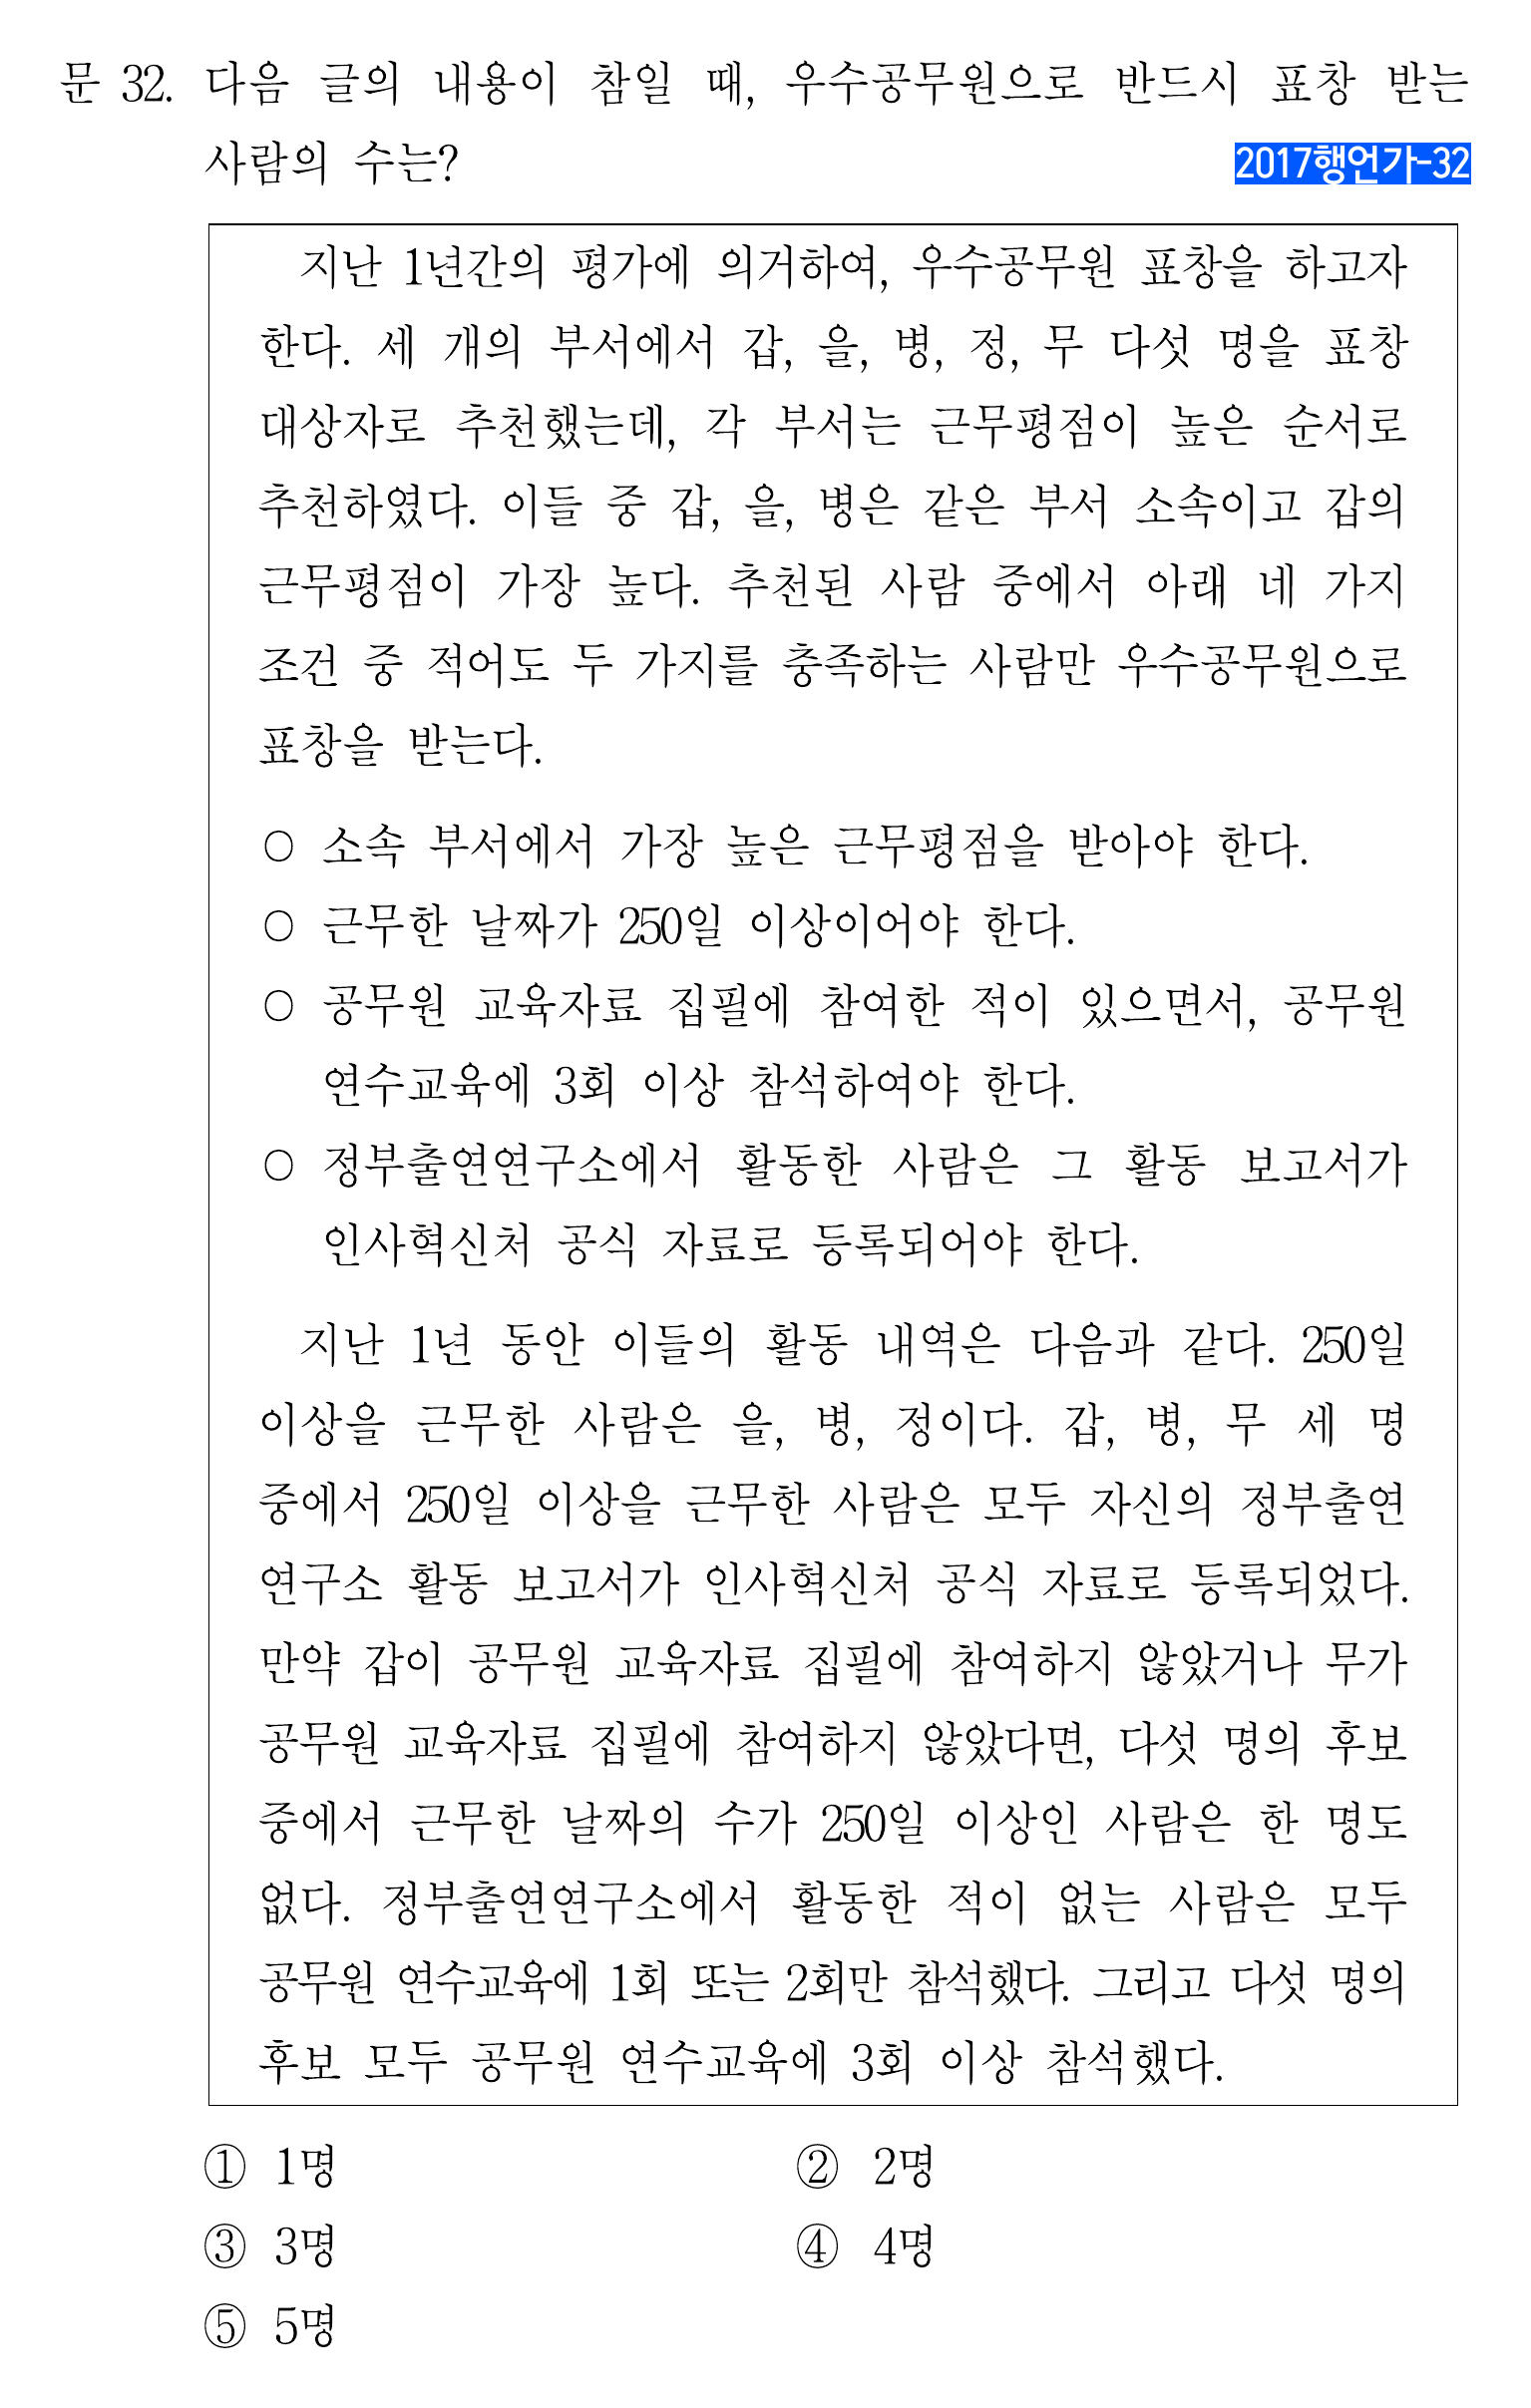 문 32. 다음 글의 내용이 참일 때, 우수공무원으로 반드시 표창 받는
사람의 수는?
2017행언가-32
지난 1년간의 평가에 의거하여, 우수공무원 표창을 하고자
한다. 세 개의 부서에서 갑, 을, 병, 정, 무 다섯 명을 표창
대상자로 추천했는데, 각 부서는 근무평점이 높은 순서로
추천하였다. 이들 중 갑, 을, 병은 같은 부서 소속이고 갑의
근무평점이 가장 높다. 추천된 사람 중에서 아래 네 가지
조건 중 적어도 두 가지를 충족하는 사람만 우수공무원으로
표창을 받는다.
○ 소속 부서에서 가장 높은 근무평점을 받아야 한다.
○ 근무한 날짜가 250일 이상이어야 한다.
○ 공무원 교육자료 집필에 참여한 적이 있으면서, 공무원
연수교육에 3회 이상 참석하여야 한다.
○ 정부출연연구소에서 활동한 사람은 그 활동 보고서가
인사혁신처 공식 자료로 등록되어야 한다.
지난 1년 동안 이들의 활동 내역은 다음과 같다. 250일
이상을 근무한 사람은 을, 병, 정이다. 갑, 병, 무 세 명
중에서 250일 이상을 근무한 사람은 모두 자신의 정부출연
연구소 활동 보고서가 인사혁신처 공식 자료로 등록되었다.
만약 갑이 공무원 교육자료 집필에 참여하지 않았거나 무가
공무원 교육자료 집필에 참여하지 않았다면, 다섯 명의 후보
중에서 근무한 날짜의 수가 250일 이상인 사람은 한 명도
없다. 정부출연연구소에서 활동한 적이 없는 사람은 모두
공무원 연수교육에 1회 또는 2회만 참석했다. 그리고 다섯 명의
후보 모두 공무원 연수교육에 3회 이상 참석했다.
① 1명 ② 2명
③ 3명 ④ 4명
⑤ 5명